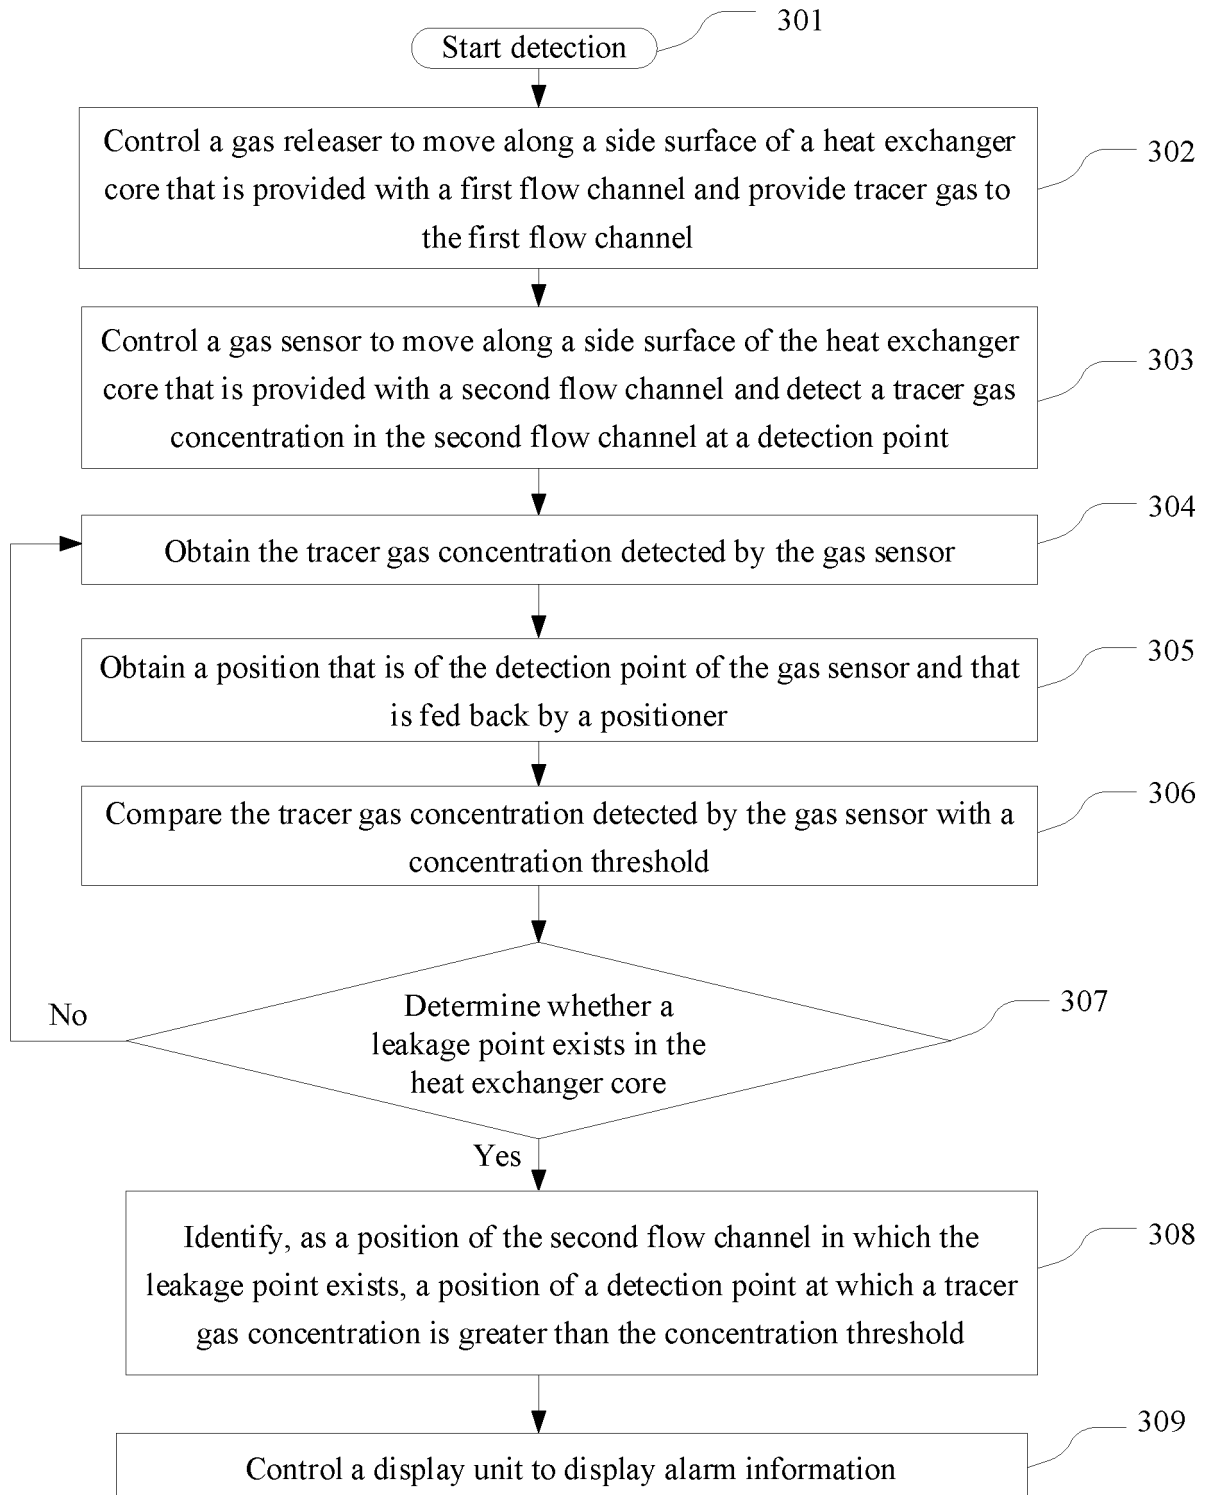 Start detection
301
Control a gas releaser to move along a side surface of a heat exchanger
core that is provided with a first flow channel and provide tracer gas to
the first flow channel
302
Control a gas sensor to move along a side surface of the heat exchanger
core that is provided with a second flow channel and detect a tracer gas
concentration in the second flow channel at a detection point
303
Obtain the tracer gas concentration detected by the gas sensor
304
Obtain a position that is of the detection point of the gas sensor and that
is fed back by a positioner
305
Compare the tracer gas concentration detected by the gas sensor with a
concentration threshold
306
Determine whether a
leakage point exists in the
heat exchanger core
307
No
Yes
Identify, as a position of the second flow channel in which the
leakage point exists, a position of a detection point at which a tracer
gas concentration is greater than the concentration threshold
308
Control a display unit to display alarm information
309